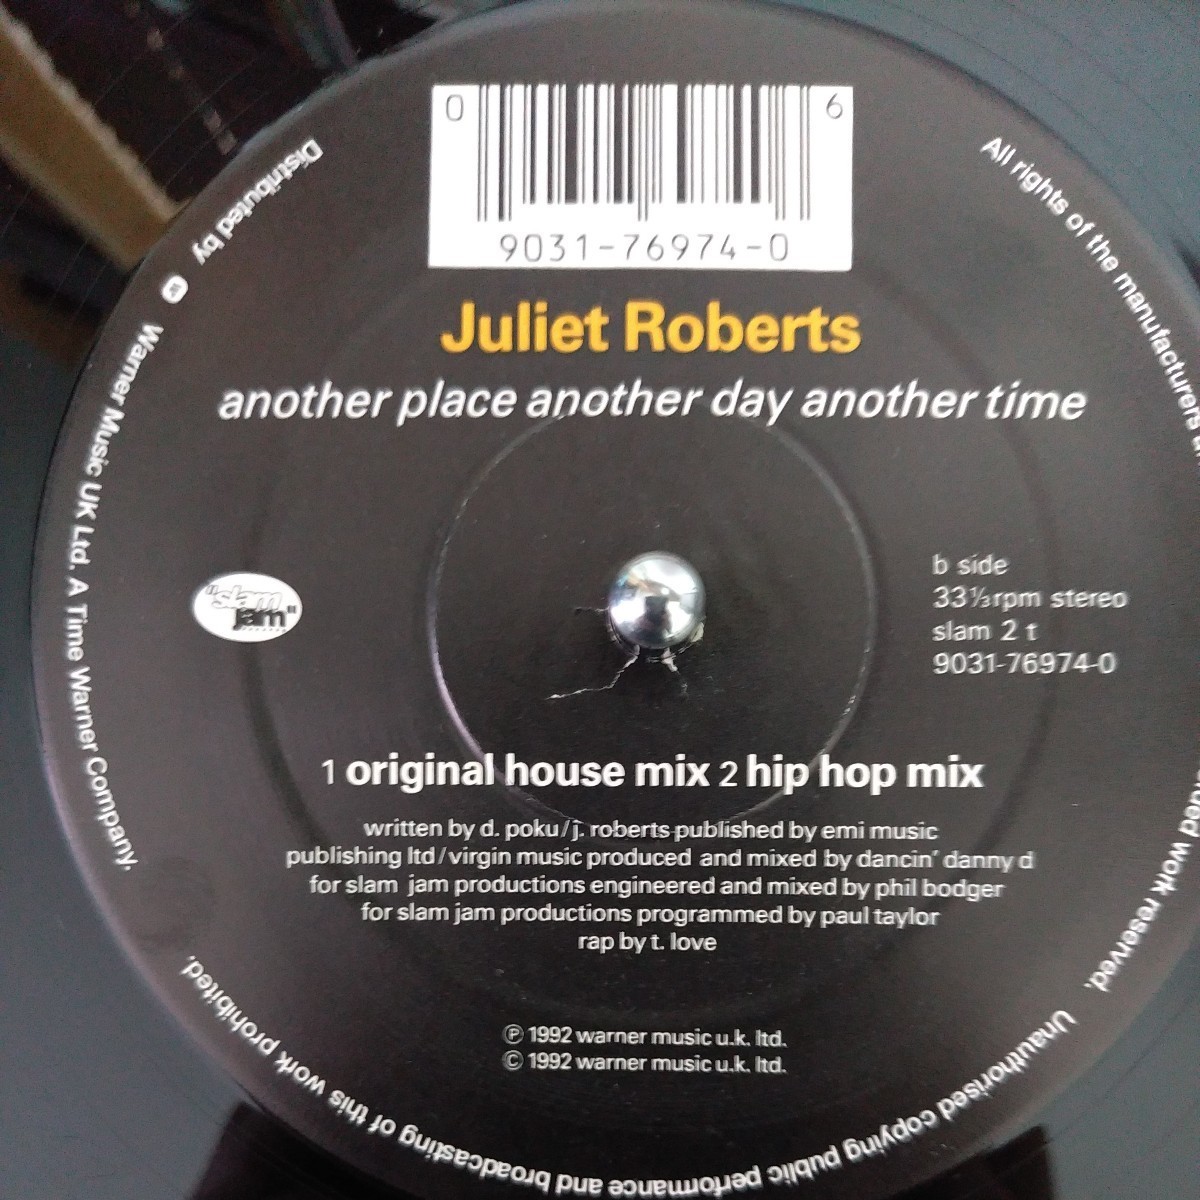 0 6
9031-76974-0
Juliet Roberts
another place another day another time
"slam
jam"
b side
33⅓rpm stereo
slam 2 t
9031-76974-0
1 original house mix 2 hip hop mix
written by d. poku/j. roberts published by emi music
publishing ltd/virgin music produced and mixed by dancin' danny d
for slam jam productions engineered and mixed by phil bodger
for slam jam productions programmed by paul taylor
rap by t. love
℗ 1992 warner music u.k. ltd.
© 1992 warner music u.k. ltd.
Distributed by Warner Music UK Ltd. A Time Warner Company.
All rights of the manufacturers
work reserved.
Unauthorised copying public performance and broadcasting of this work prohibited.